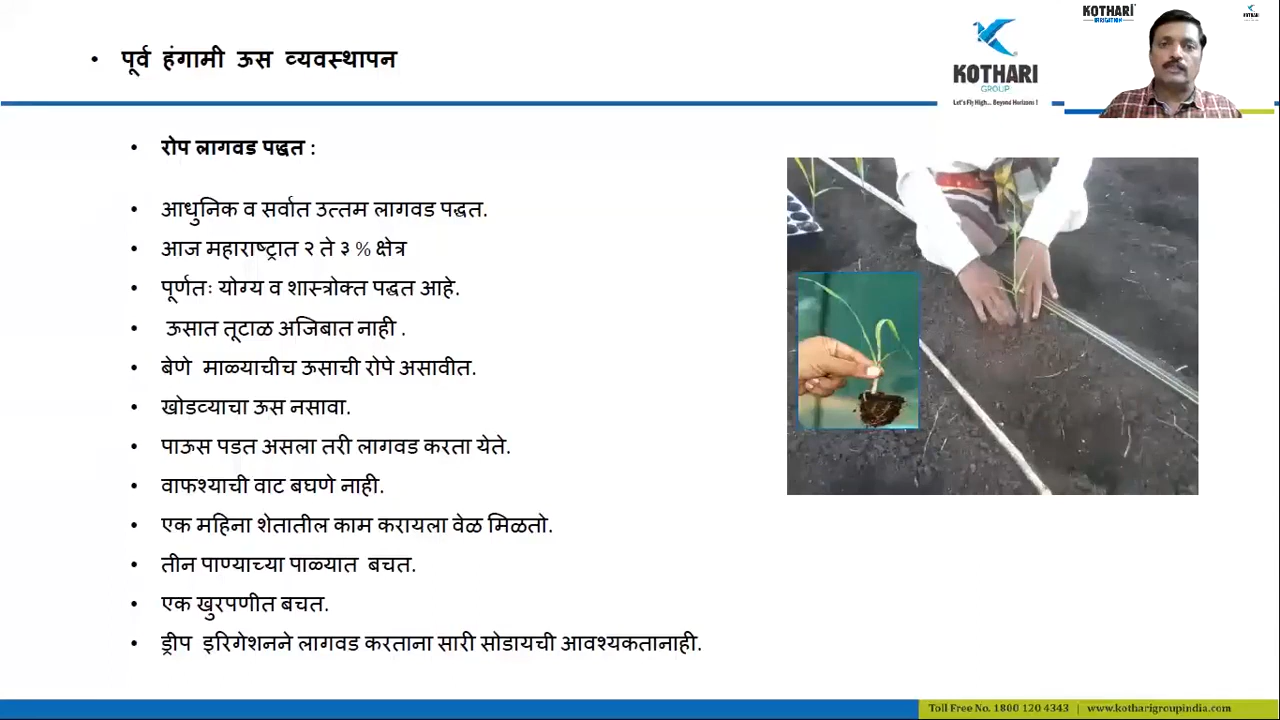 • पूर्व हंगामी ऊस व्यवस्थापन
KOTHARI
GROUP
Let's Fly High... Beyond Horizons !
KOTHARI
IRRIGATION
• रोप लागवड पद्धत :
• आधुनिक व सर्वात उत्तम लागवड पद्धत.
• आज महाराष्ट्रात २ ते ३ % क्षेत्र
• पूर्णतः योग्य व शास्त्रोक्त पद्धत आहे.
• ऊसात तूटाळ अजिबात नाही .
• बेणे माळ्याचीच ऊसाची रोपे असावीत.
• खोडव्याचा ऊस नसावा.
• पाऊस पडत असला तरी लागवड करता येते.
• वाफश्याची वाट बघणे नाही.
• एक महिना शेतातील काम करायला वेळ मिळतो.
• तीन पाण्याच्या पाळ्यात बचत.
• एक खुरपणीत बचत.
• ड्रीप इरिगेशनने लागवड करताना सारी सोडायची आवश्यकतानाही.
Toll Free No. 1800 120 4343 | www.kotharigroupindia.com